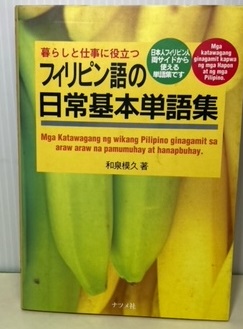 暮らしと仕事に役立つ
フィリピン語の
日常基本単語集
日本人フィリピン人
両サイドから
使える
単語集です
Mga
katawagang
ginagamit kapwa
ng mga Hapon
at ng mga
Pilipino.
Mga Katawagang ng wikang Pilipino ginagamit sa
araw araw na pamumuhay at hanapbuhay.
和泉模久 著
ナツメ社